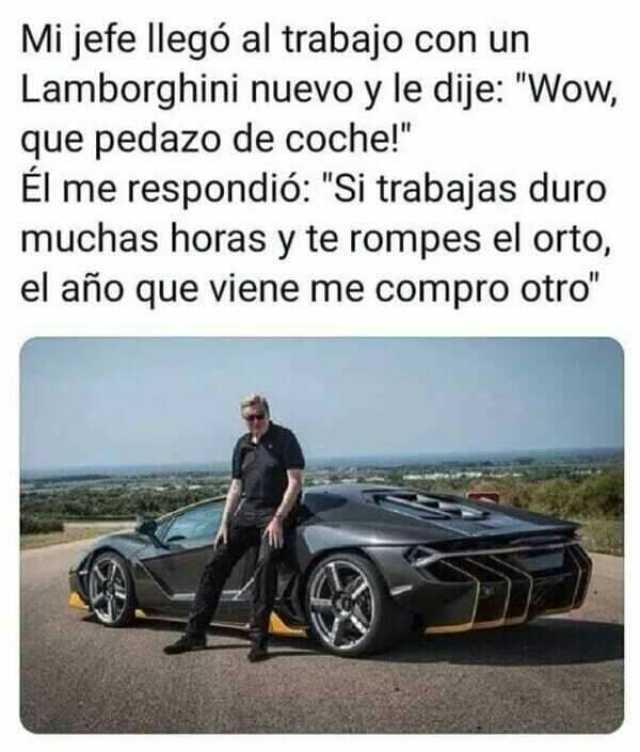 Mi jefe llegó al trabajo con un
Lamborghini nuevo y le dije: "Wow,
que pedazo de coche!"
Él me respondió: "Si trabajas duro
muchas horas y te rompes el orto,
el año que viene me compro otro"